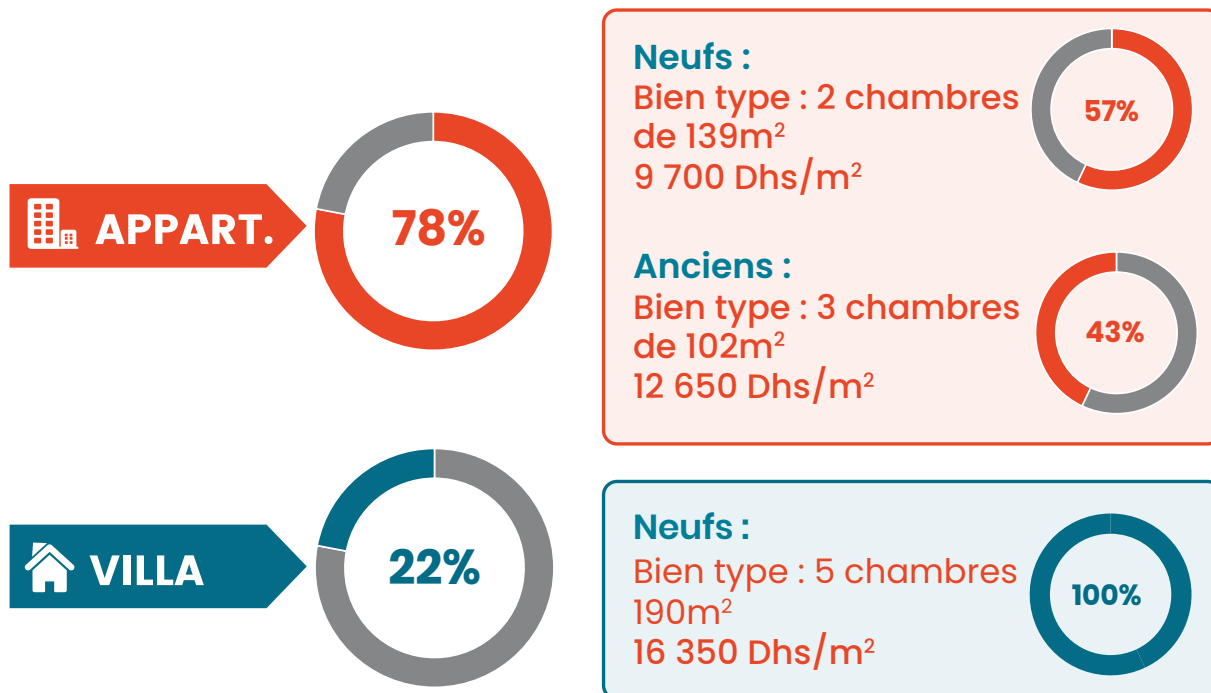 APPART.
78%
Neufs :
Bien type : 2 chambres
de 139m²
9 700 Dhs/m²
57%
Anciens :
Bien type : 3 chambres
de 102m²
12 650 Dhs/m²
43%
VILLA
22%
Neufs :
Bien type : 5 chambres
190m²
16 350 Dhs/m²
100%